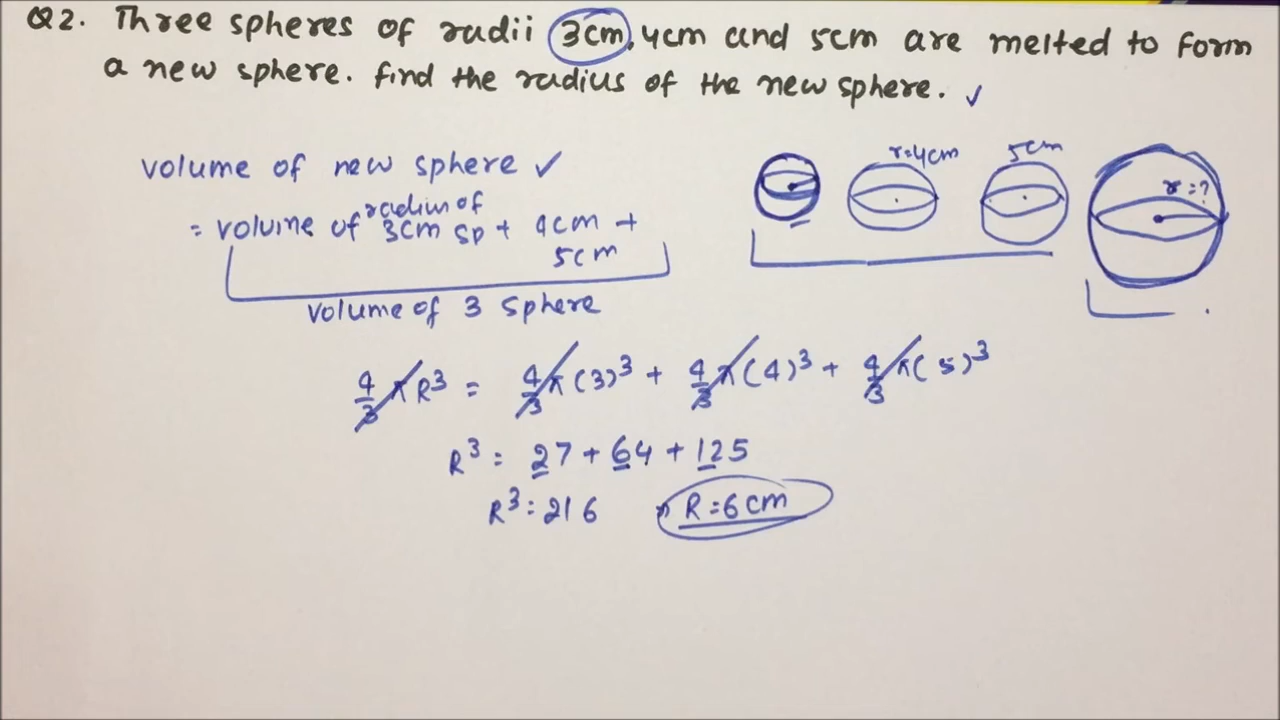 Q2. Three spheres of radii 3cm, 4cm and 5cm are melted to form
a new sphere. find the radius of the new sphere. ✓
volume of new sphere ✓
= volume of radius of 3cm sp + 4cm +
5cm
volume of 3 sphere
r=4cm
5cm
r=?
4/3 π R³ = 4/3 π (3)³ + 4/3 π (4)³ + 4/3 π (5)³
R³ = 27 + 64 + 125
R³ = 216 R = 6cm